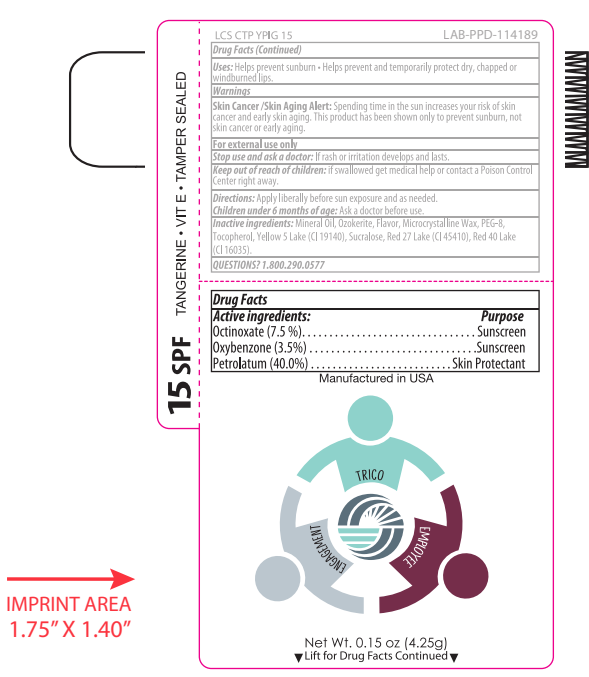 LCS CTP YPIG 15 LAB-PPD-114189
Drug Facts (Continued)
Uses: Helps prevent sunburn • Helps prevent and temporarily protect dry, chapped or
windburned lips.
Warnings
Skin Cancer /Skin Aging Alert: Spending time in the sun increases your risk of skin
cancer and early skin aging. This product has been shown only to prevent sunburn, not
skin cancer or early aging.
For external use only
Stop use and ask a doctor: If rash or irritation develops and lasts.
Keep out of reach of children: if swallowed get medical help or contact a Poison Control
Center right away.
Directions: Apply liberally before sun exposure and as needed.
Children under 6 months of age: Ask a doctor before use.
Inactive ingredients: Mineral Oil, Ozokerite, Flavor, Microcrystalline Wax, PEG-8,
Tocopherol, Yellow 5 Lake (CI 19140), Sucralose, Red 27 Lake (CI 45410), Red 40 Lake
(CI 16035).
QUESTIONS? 1.800.290.0577
15 SPF TANGERINE • VIT E • TAMPER SEALED
Drug Facts
Active ingredients: Purpose
Octinoxate (7.5 %)........................................Sunscreen
Oxybenzone (3.5%)........................................Sunscreen
Petrolatum (40.0%)..................................Skin Protectant
Manufactured in USA
TRICO
EMPLOYEE
ENGAGEMENT
IMPRINT AREA
1.75” X 1.40”
Net Wt. 0.15 oz (4.25g)
▼Lift for Drug Facts Continued▼